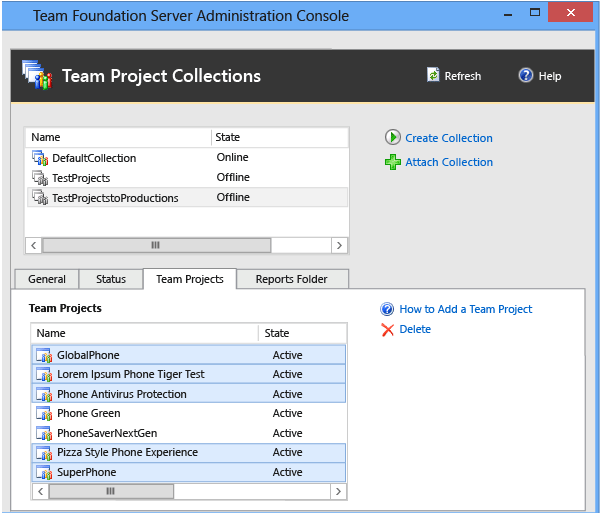 Team Foundation Server Administration Console
Team Project Collections
Refresh
Help
Name State
DefaultCollection Online
TestProjects Offline
TestProjectstoProductions Offline
Create Collection
Attach Collection
General Status Team Projects Reports Folder
Team Projects
Name State
GlobalPhone Active
Lorem Ipsum Phone Tiger Test Active
Phone Antivirus Protection Active
Phone Green Active
PhoneSaverNextGen Active
Pizza Style Phone Experience Active
SuperPhone Active
How to Add a Team Project
Delete